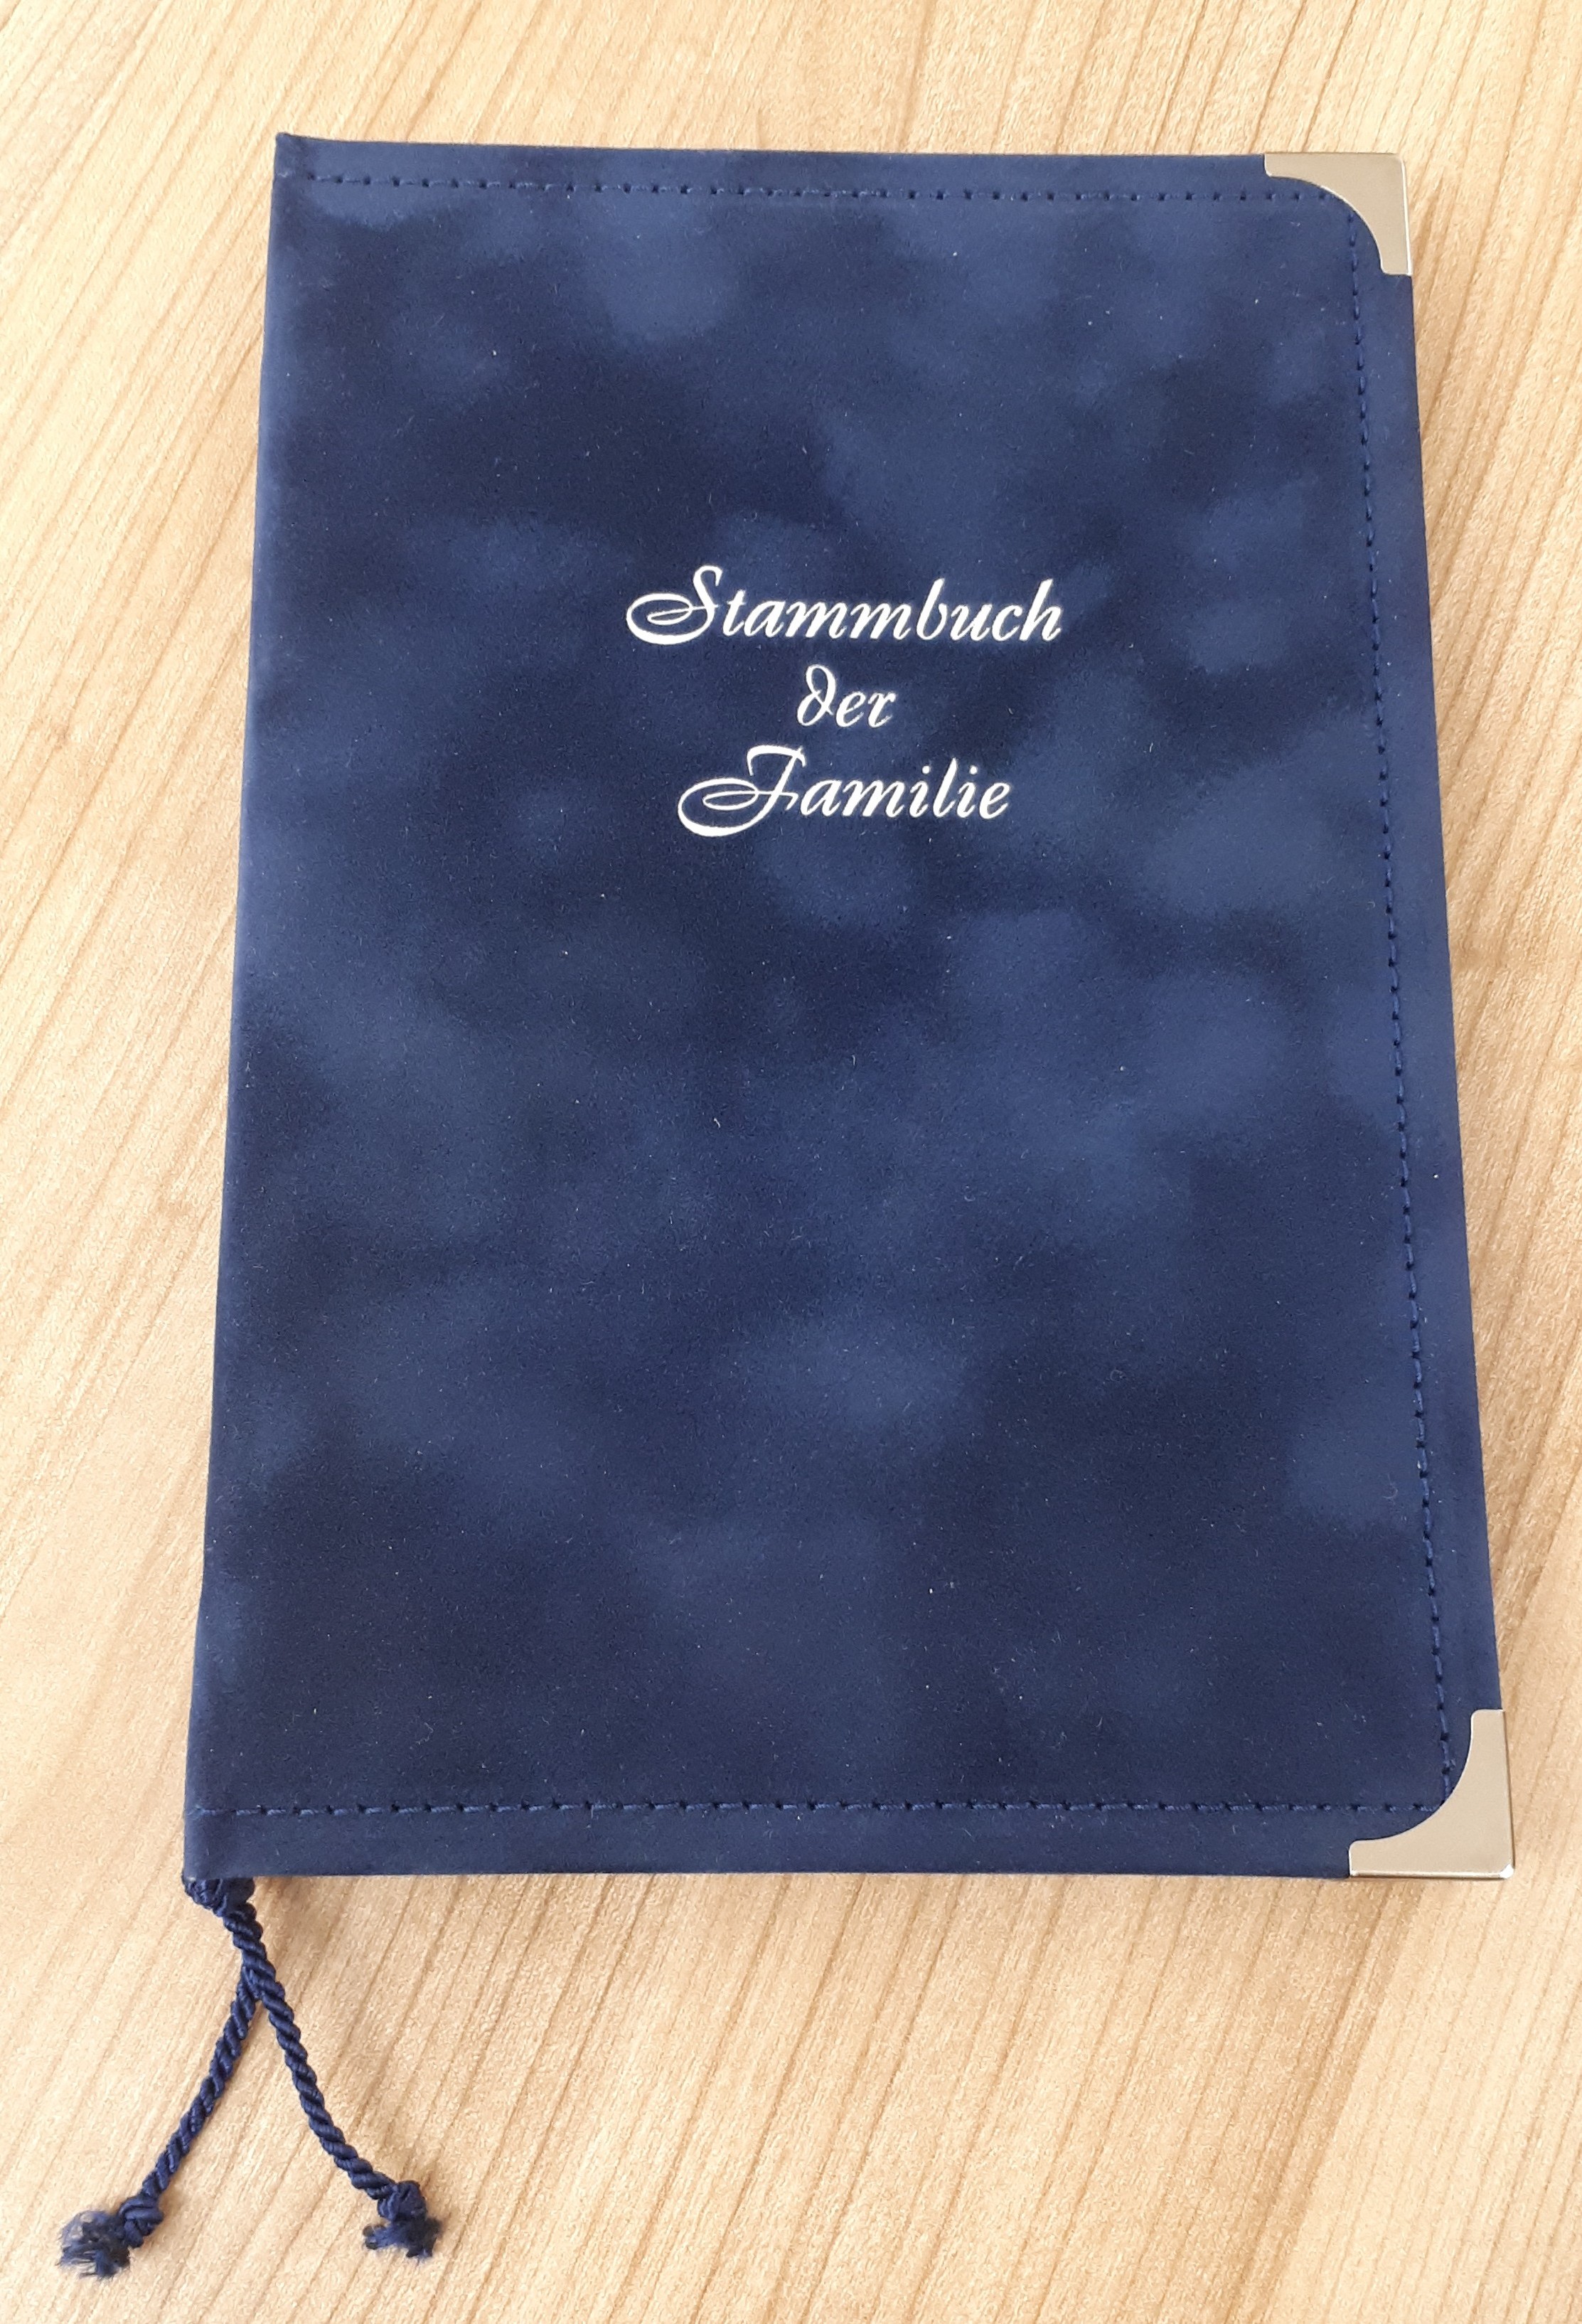 Stammbuch
der
Familie